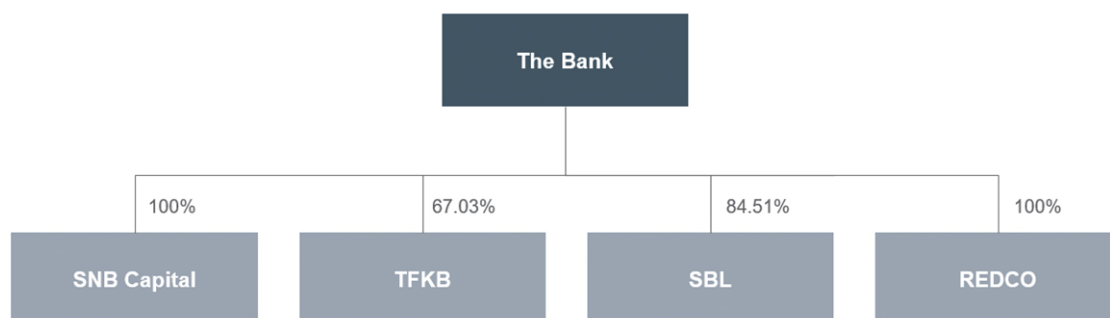 The Bank
100%
67.03%
84.51%
100%
SNB Capital
TFKB
SBL
REDCO